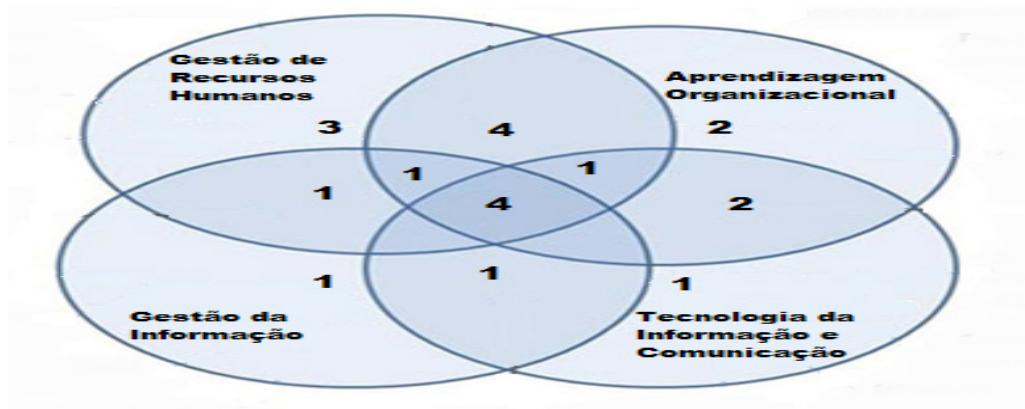 Gestão de
Recursos
Humanos
Aprendizagem
Organizacional
3
4
2
1
1
1
4
2
1
1
1
Gestão da
Informação
Tecnologia da
Informação e
Comunicação